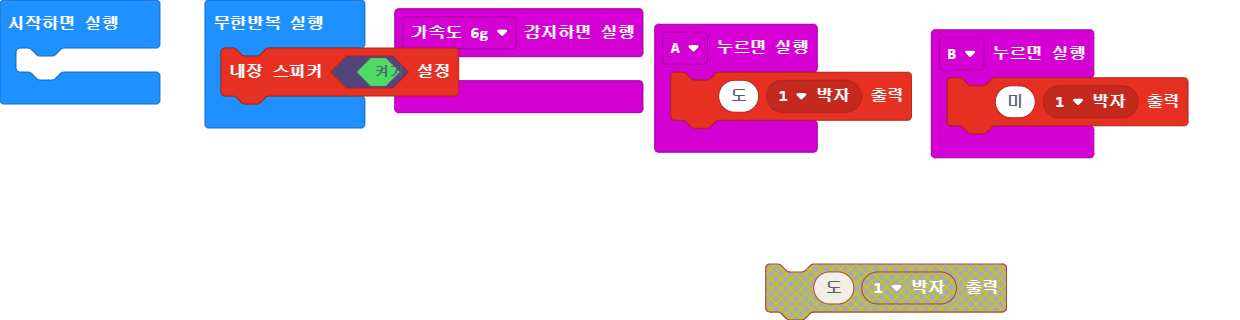 시작하면 실행
무한반복 실행
내장 스피커 켜기 설정
가속도 6g 감지하면 실행
A 누르면 실행
도 1 박자 출력
B 누르면 실행
미 1 박자 출력
도 1 박자 출력